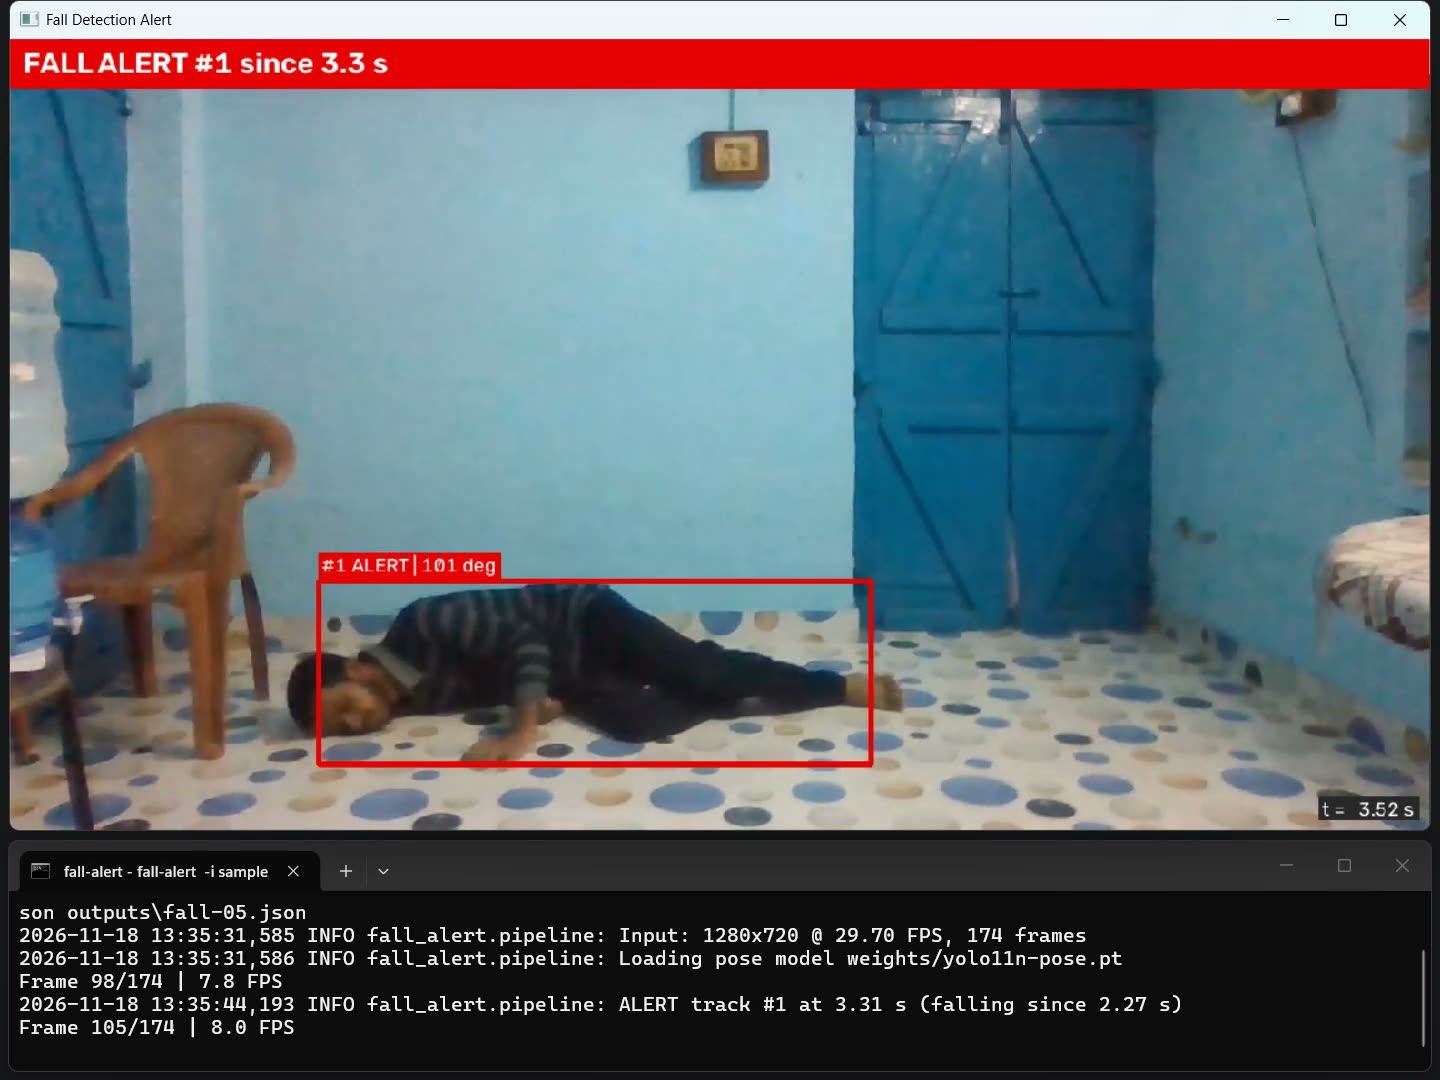 Fall Detection Alert
FALL ALERT #1 since 3.3 s
#1 ALERT | 101 deg
t = 3.52 s
fall-alert - fall-alert -i sample
son outputs\fall-05.json
2026-11-18 13:35:31,585 INFO fall_alert.pipeline: Input: 1280x720 @ 29.70 FPS, 174 frames
2026-11-18 13:35:31,586 INFO fall_alert.pipeline: Loading pose model weights/yolo11n-pose.pt
Frame 98/174 | 7.8 FPS
2026-11-18 13:35:44,193 INFO fall_alert.pipeline: ALERT track #1 at 3.31 s (falling since 2.27 s)
Frame 105/174 | 8.0 FPS